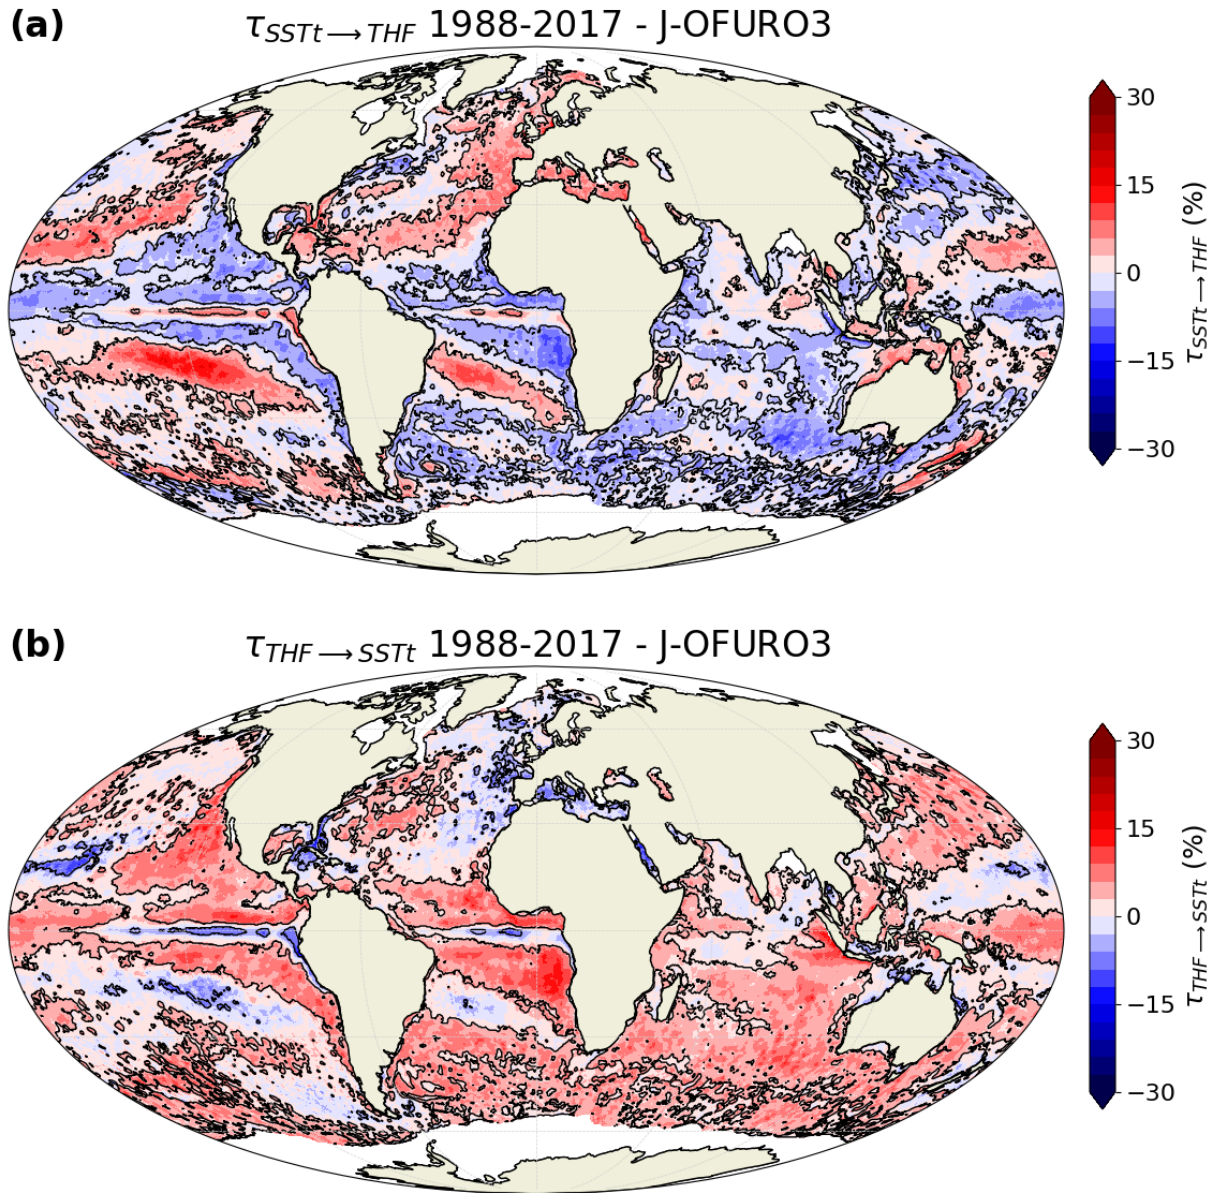 (a) τSSTt⟶THF 1988-2017 - J-OFURO3
30
15
0
−15
−30
τSSTt⟶THF (%)
(b) τTHF⟶SSTt 1988-2017 - J-OFURO3
30
15
0
−15
−30
τTHF⟶SSTt (%)